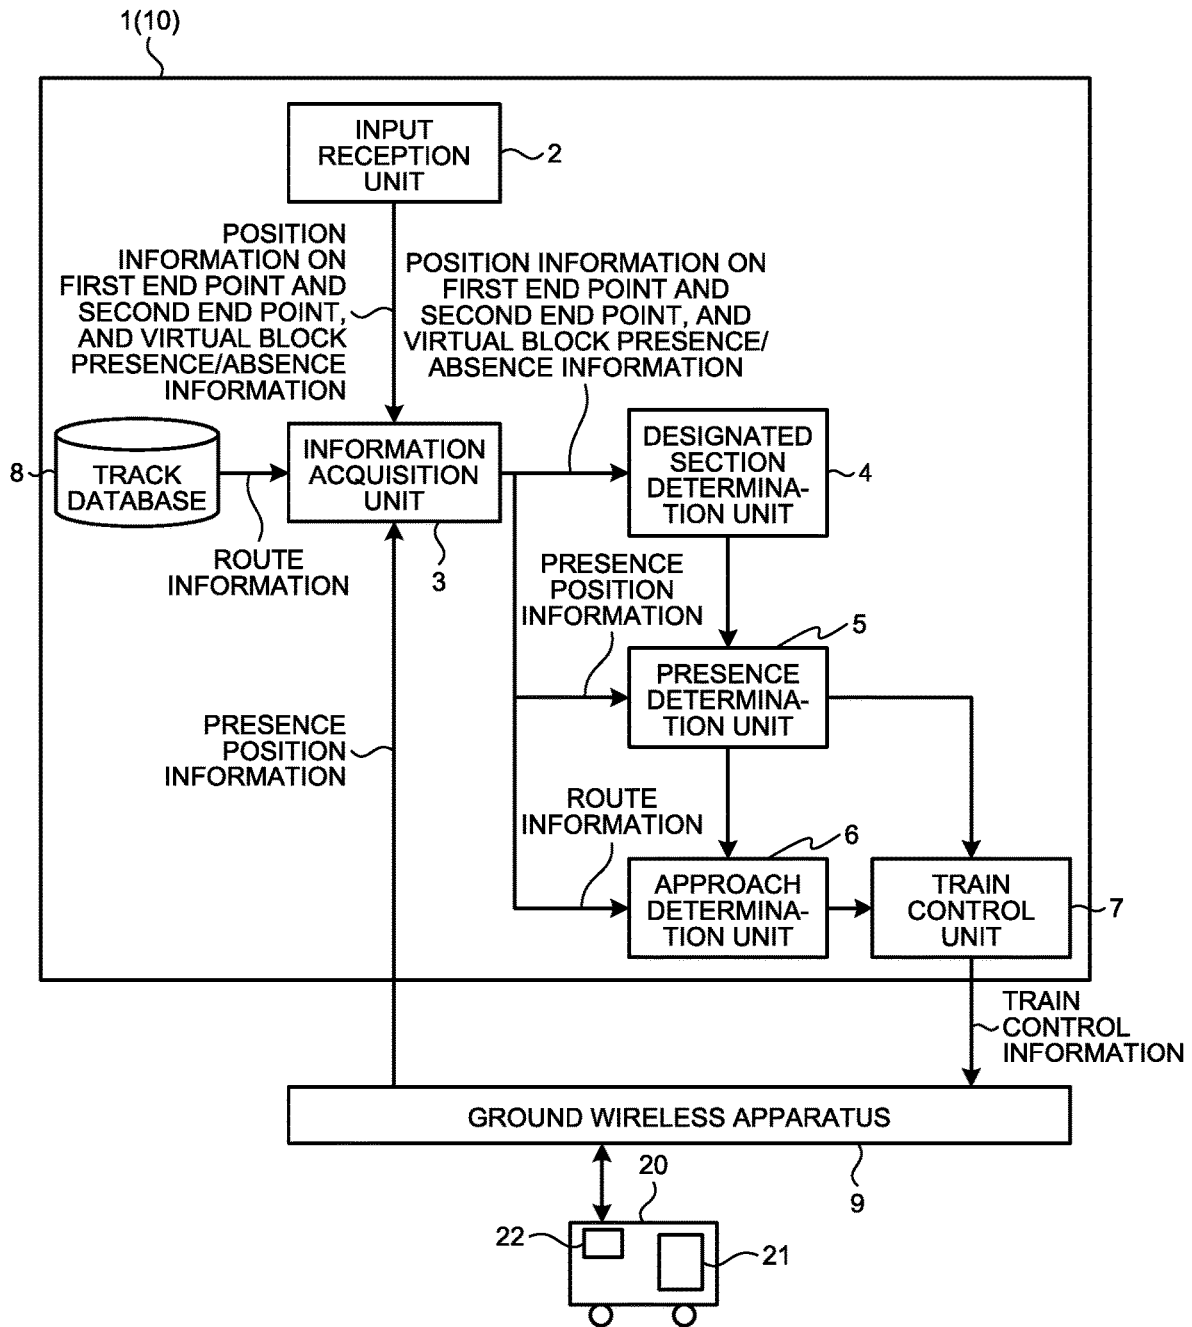 1(10)
INPUT
RECEPTION
UNIT
2
POSITION
INFORMATION ON
FIRST END POINT AND
SECOND END POINT,
AND VIRTUAL BLOCK
PRESENCE/ABSENCE
INFORMATION
POSITION INFORMATION ON
FIRST END POINT AND
SECOND END POINT, AND
VIRTUAL BLOCK PRESENCE/
ABSENCE INFORMATION
8
TRACK
DATABASE
ROUTE
INFORMATION
INFORMATION
ACQUISITION
UNIT
3
DESIGNATED
SECTION
DETERMINA-
TION UNIT
4
PRESENCE
POSITION
INFORMATION
5
PRESENCE
DETERMINA-
TION UNIT
PRESENCE
POSITION
INFORMATION
ROUTE
INFORMATION
6
APPROACH
DETERMINA-
TION UNIT
TRAIN
CONTROL
UNIT
7
TRAIN
CONTROL
INFORMATION
GROUND WIRELESS APPARATUS
9
20
22
21